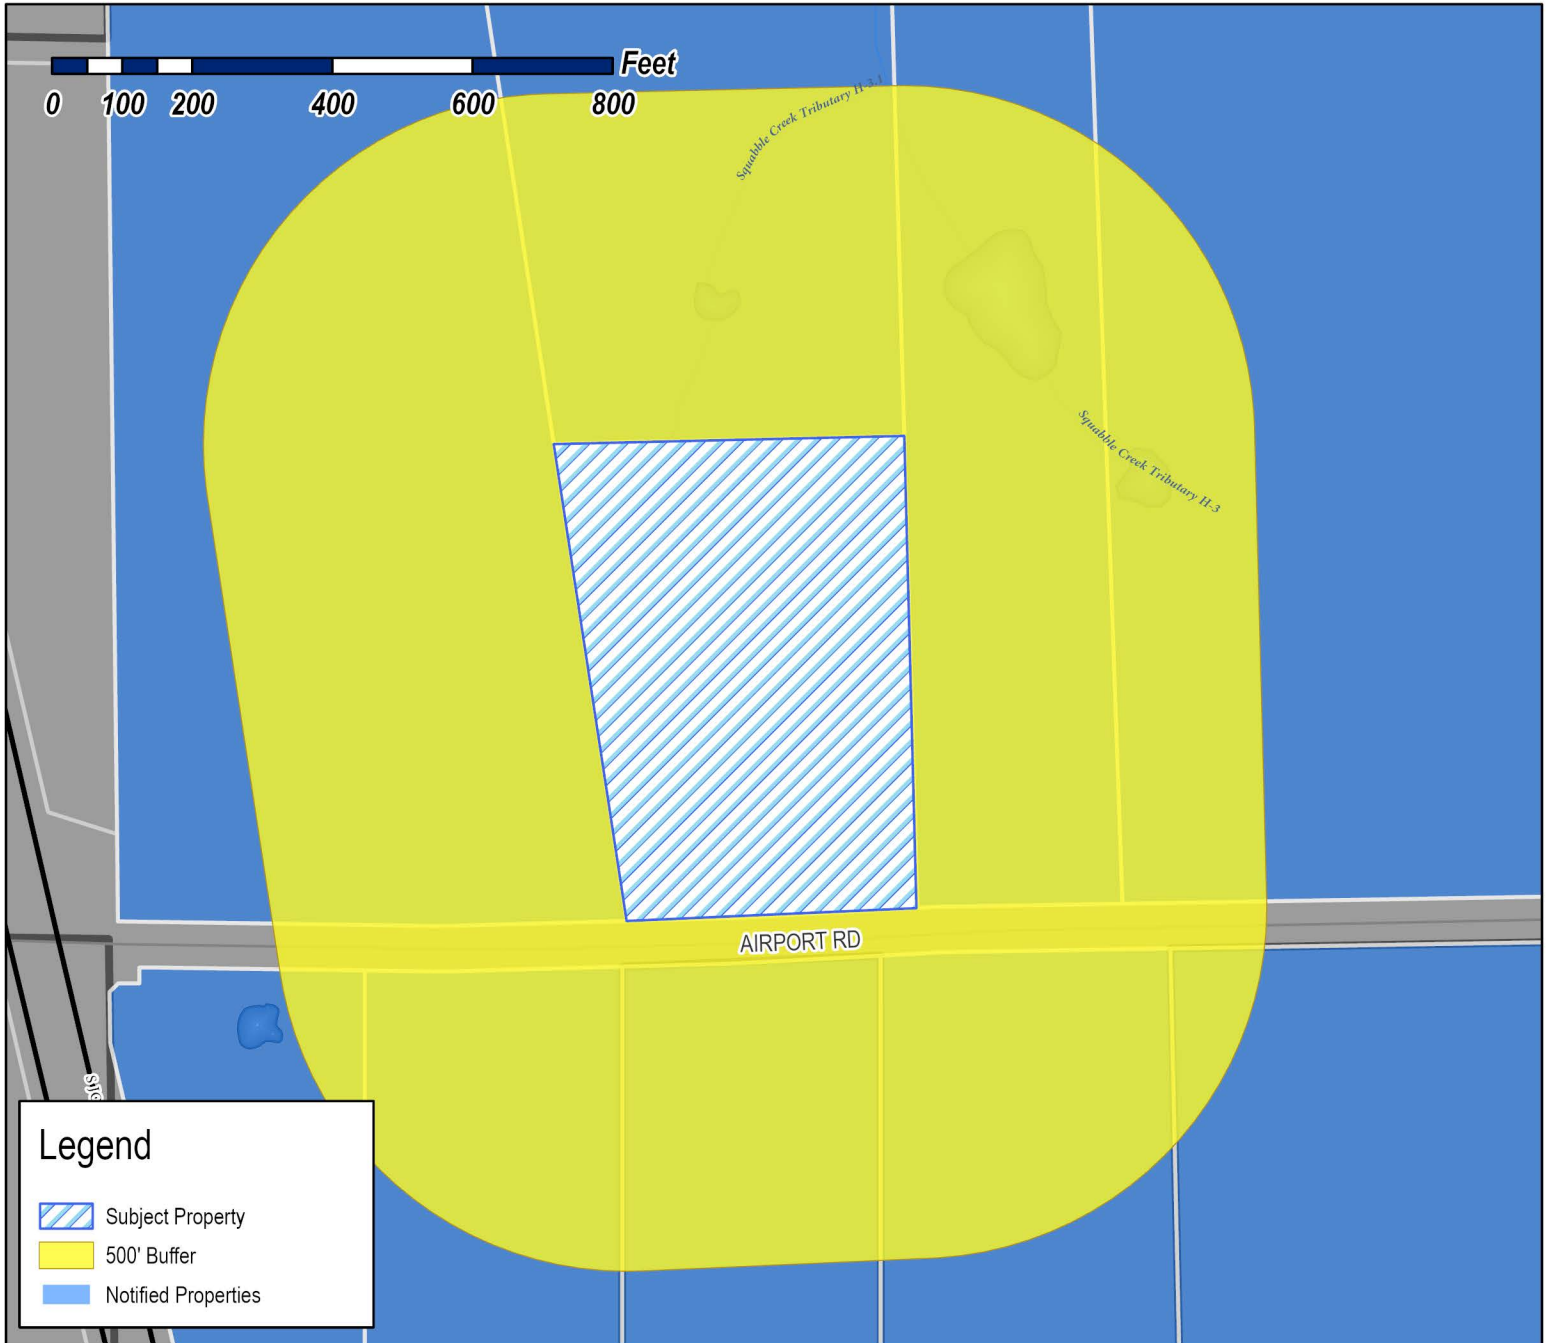 Feet
0 100 200 400 600 800
Squabble Creek Tributary H-3.1
Squabble Creek Tributary H-3
AIRPORT RD
Legend
Subject Property
500' Buffer
Notified Properties